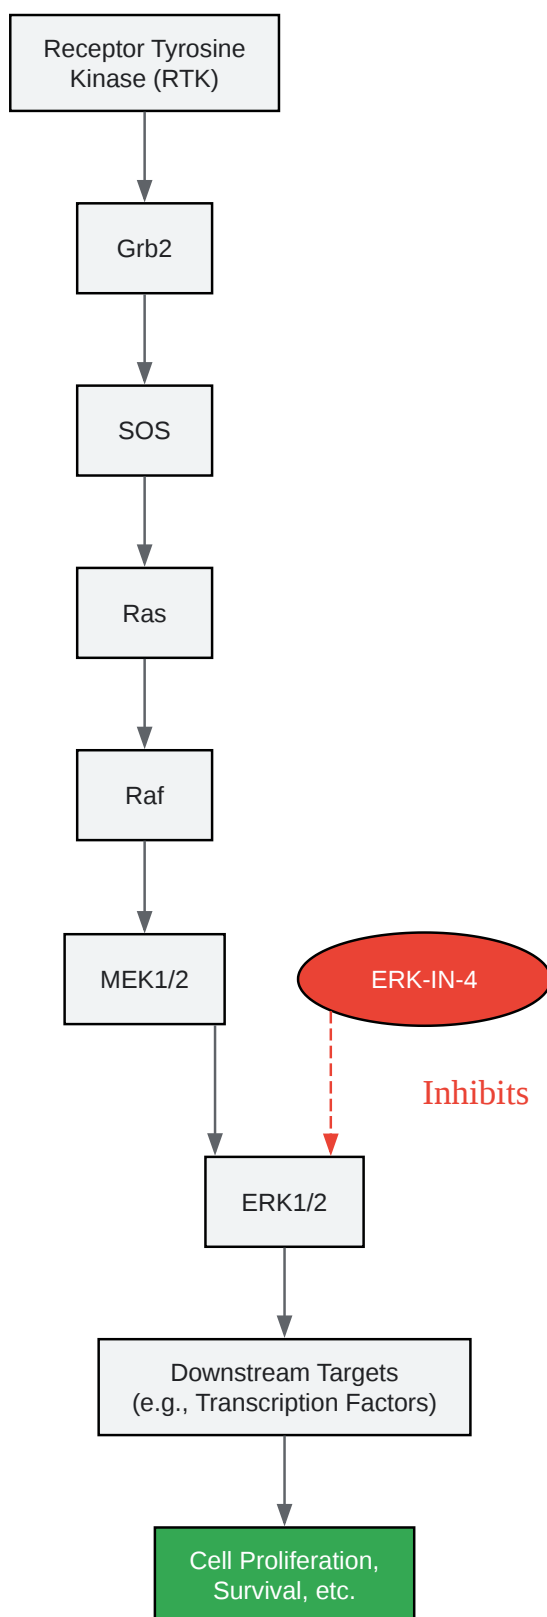 Receptor Tyrosine
Kinase (RTK)
Grb2
SOS
Ras
Raf
MEK1/2
ERK-IN-4
Inhibits
ERK1/2
Downstream Targets
(e.g., Transcription Factors)
Cell Proliferation,
Survival, etc.